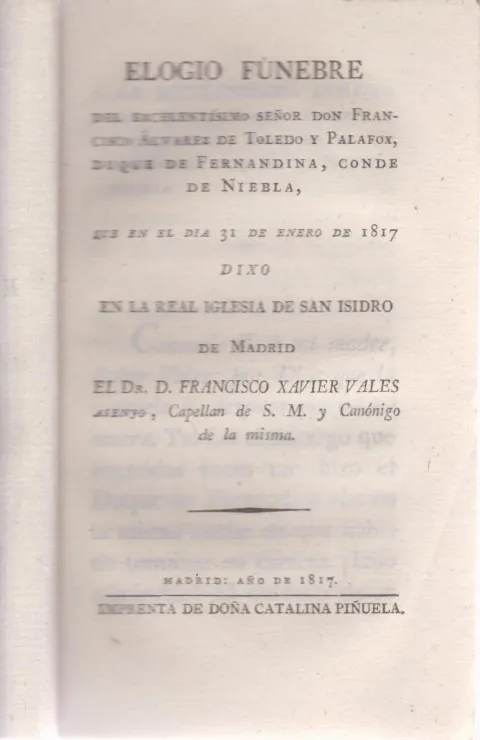 ELOGIO FÚNEBRE
DEL EXCELENTÍSIMO SEÑOR DON FRAN-
CISCO ÁLVAREZ DE TOLEDO Y PALAFOX,
DUQUE DE FERNANDINA, CONDE
DE NIEBLA,
QUE EN EL DIA 31 DE ENERO DE 1817
DIXO
EN LA REAL IGLESIA DE SAN ISIDRO
DE MADRID
EL DR. D. FRANCISCO XAVIER VALES
ASENJO, Capellan de S. M. y Canónigo
de la misma.
MADRID: AÑO DE 1817.
IMPRENTA DE DOÑA CATALINA PIÑUELA.